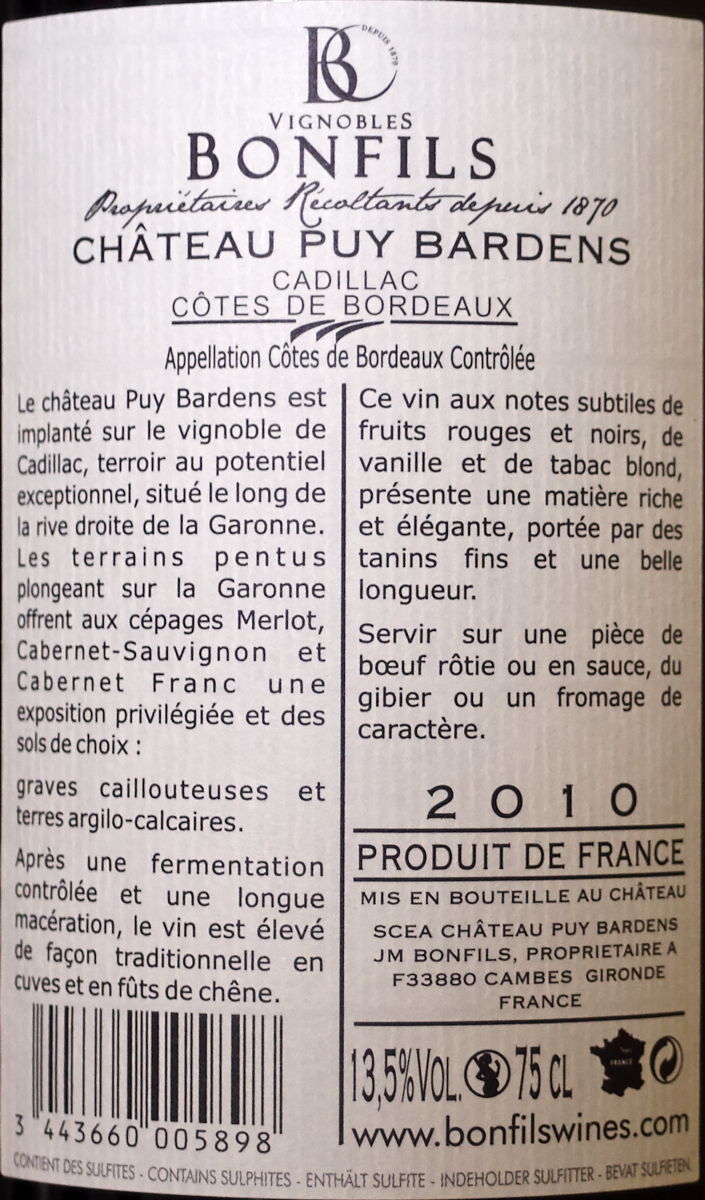 BC
DEPUIS 1870
VIGNOBLES
BONFILS
Propriétaires Récoltants depuis 1870
CHÂTEAU PUY BARDENS
CADILLAC
CÔTES DE BORDEAUX
Appellation Côtes de Bordeaux Contrôlée
Le château Puy Bardens est
implanté sur le vignoble de
Cadillac, terroir au potentiel
exceptionnel, situé le long de
la rive droite de la Garonne.
Les terrains pentus
plongeant sur la Garonne
offrent aux cépages Merlot,
Cabernet-Sauvignon et
Cabernet Franc une
exposition privilégiée et des
sols de choix :
graves caillouteuses et
terres argilo-calcaires.
Après une fermentation
contrôlée et une longue
macération, le vin est élevé
de façon traditionnelle en
cuves et en fûts de chêne.
3 443660 005898
Ce vin aux notes subtiles de
fruits rouges et noirs, de
vanille et de tabac blond,
présente une matière riche
et élégante, portée par des
tanins fins et une belle
longueur.
Servir sur une pièce de
bœuf rôtie ou en sauce, du
gibier ou un fromage de
caractère.
2010
PRODUIT DE FRANCE
MIS EN BOUTEILLE AU CHÂTEAU
SCEA CHÂTEAU PUY BARDENS
JM BONFILS, PROPRIETAIRE A
F33880 CAMBES GIRONDE
FRANCE
13,5%VOL. 75 CL
FRANCE
www.bonfilswines.com
CONTIENT DES SULFITES - CONTAINS SULPHITES - ENTHÄLT SULFITE - INDEHOLDER SULFITTER - BEVAT SULFIETEN